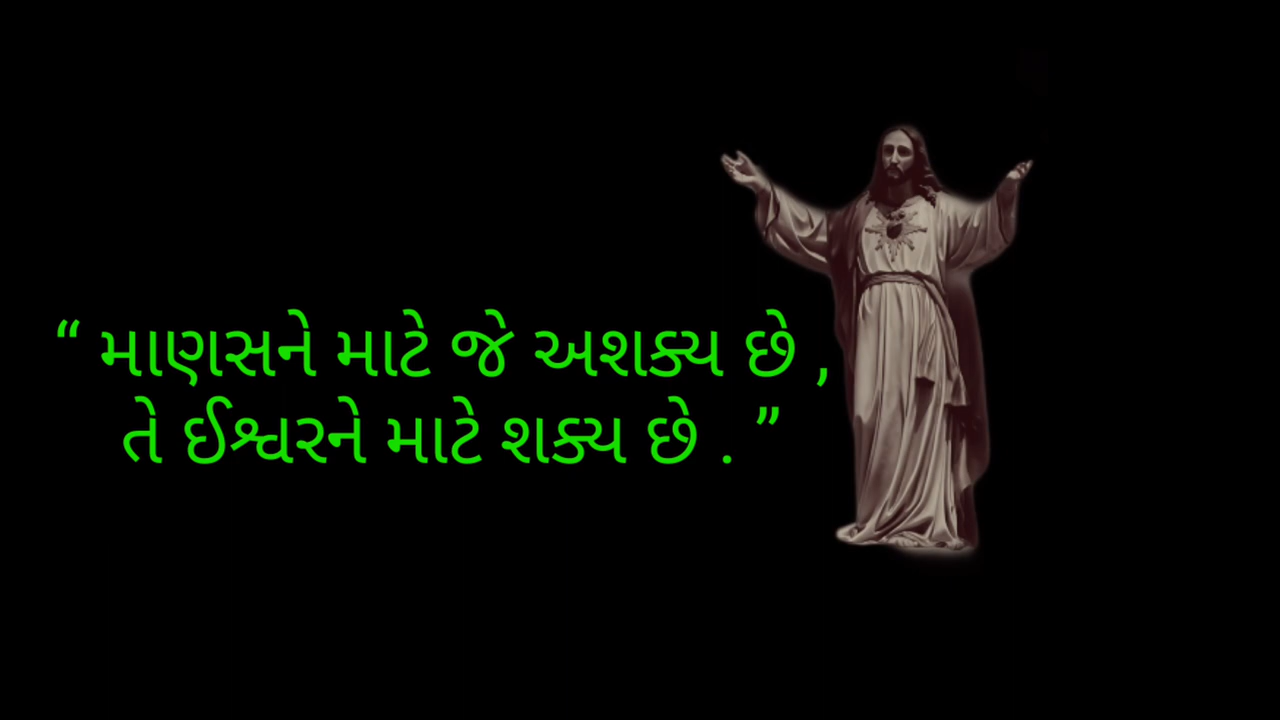 “ માણસને માટે જે અશક્ય છે ,
તે ઈશ્વરને માટે શક્ય છે . ”